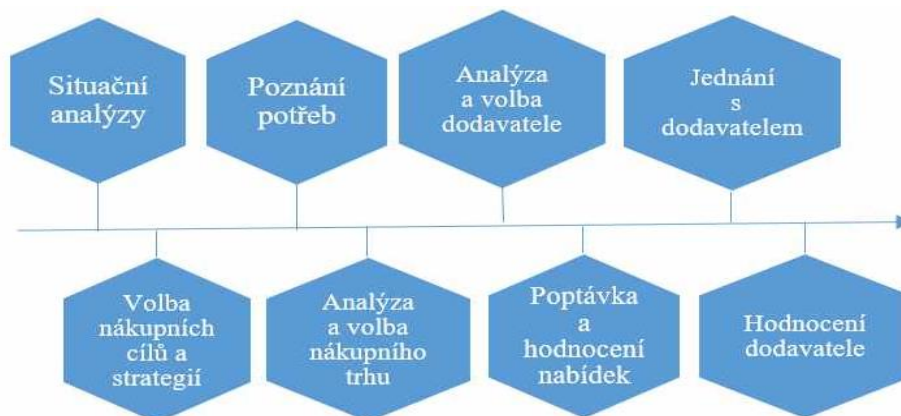 Situační
analýzy
Poznání
potřeb
Analýza
a volba
dodavatele
Jednání
s
dodavatelem
Volba
nákupních
cílů a
strategií
Analýza
a volba
nákupního
trhu
Poptávka
a
hodnocení
nabídek
Hodnocení
dodavatele